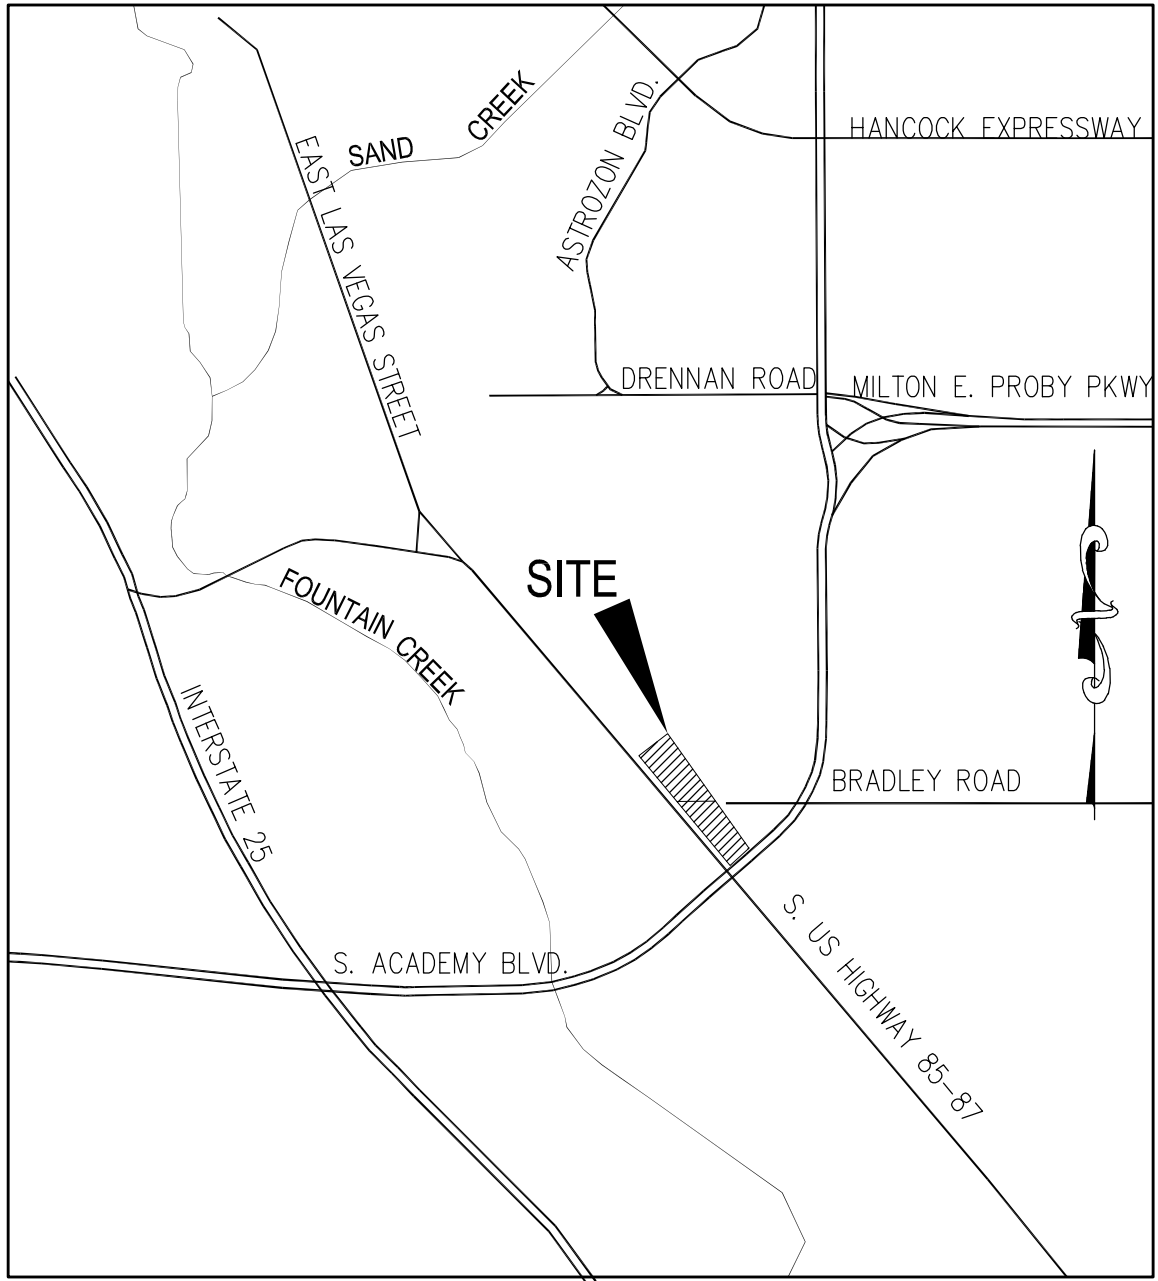 SAND CREEK
HANCOCK EXPRESSWAY
ASTROZON BLVD.
EAST LAS VEGAS STREET
DRENNAN ROAD
MILTON E. PROBY PKWY
SITE
FOUNTAIN CREEK
INTERSTATE 25
BRADLEY ROAD
S. ACADEMY BLVD.
S. US HIGHWAY 85-87